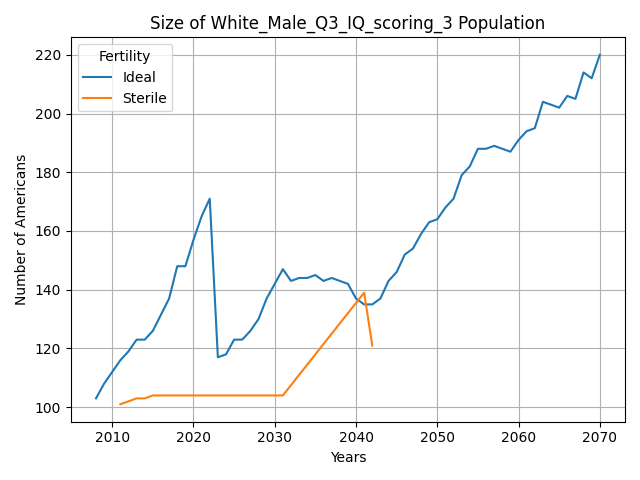 Size of White_Male_Q3_IQ_scoring_3 Population
Fertility
Ideal
Sterile
Number of Americans
220
200
180
160
140
120
100
2010 2020 2030 2040 2050 2060 2070
Years